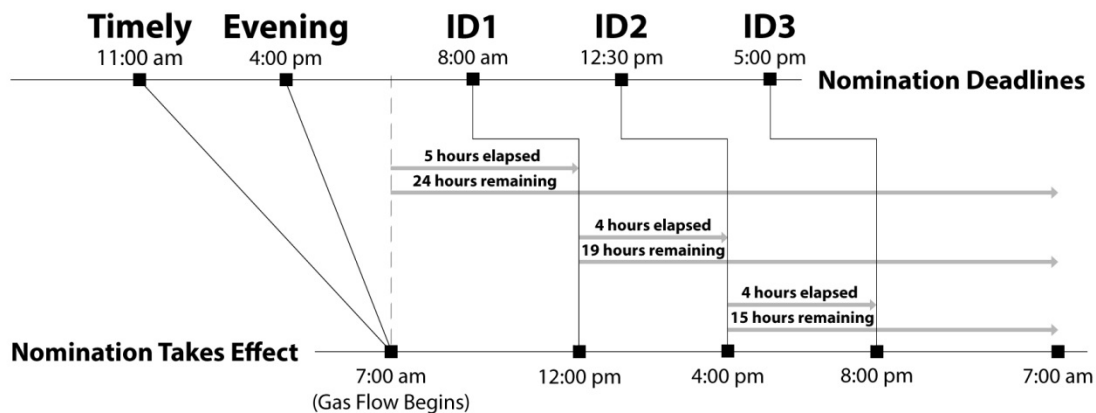 Timely Evening ID1 ID2 ID3
11:00 am 4:00 pm 8:00 am 12:30 pm 5:00 pm
Nomination Deadlines
5 hours elapsed
24 hours remaining
4 hours elapsed
19 hours remaining
4 hours elapsed
15 hours remaining
Nomination Takes Effect
7:00 am 12:00 pm 4:00 pm 8:00 pm 7:00 am
(Gas Flow Begins)